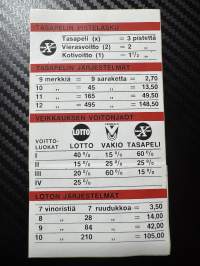 TASAPELIN PISTELASKU
Tasapeli (x) = 3 pistettä
Vierasvoitto (2) = 2 „
Kotivoitto (1) = 1½ „
TASAPELIN JÄRJESTELMÄT
9 merkkiä = 9 saraketta = 2,70
10 „ = 45 „ = 13,50
11 „ = 165 „ = 49,50
12 „ = 495 „ = 148,50
VEIKKAUKSEN VOITONJAOT
LOTTO
VOITTO-
LUOKAT LOTTO VAKIO TASAPELI
I 40 % 15 % 60 %
II 15 % 25 % 25 %
III 20 % 60 % 15 %
IV 25 %
LOTON JÄRJESTELMÄT
7 vinoristiä 7 ruudukkoa = 3,50
8 „ 28 „ = 14,00
9 „ 84 „ = 42,00
10 „ 210 „ = 105,00